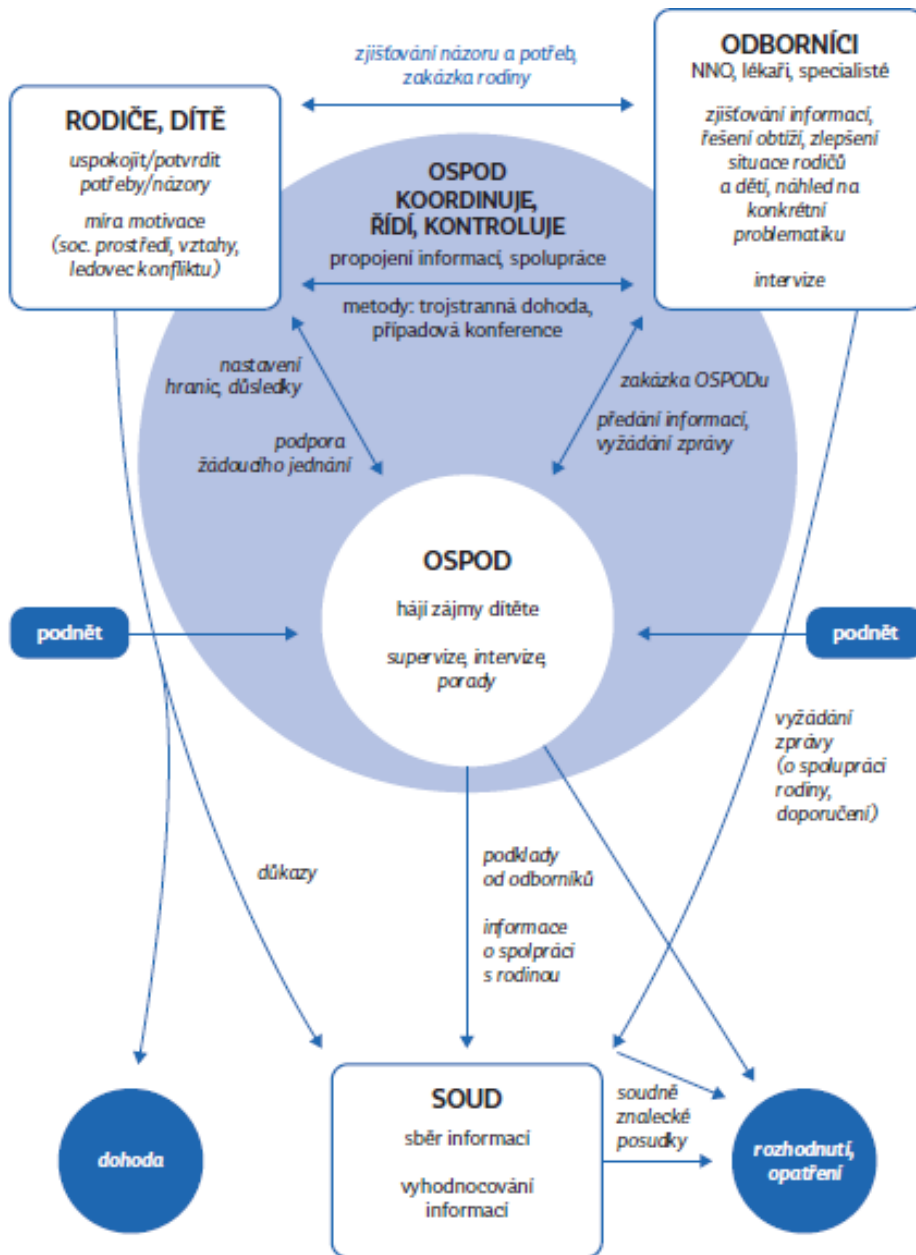 zjišťování názoru a potřeb,
zakázka rodiny
RODIČE, DÍTĚ
uspokojit/potvrdit
potřeby/názory
míra motivace
(soc. prostředí, vztahy,
ledovec konfliktu)
ODBORNÍCI
NNO, lékaři, specialisté
zjišťování informací,
řešení obtíží, zlepšení
situace rodičů
a dětí, náhled na
konkrétní
problematiku
intervize
OSPOD
KOORDINUJE,
ŘÍDÍ, KONTROLUJE
propojení informací, spolupráce
metody: trojstranná dohoda,
případová konference
nastavení
hranic, důsledky
podpora
žádoucího jednání
zakázka OSPODu
předání informací,
vyžádání zprávy
OSPOD
hájí zájmy dítěte
supervize, intervize,
porady
podnět
podnět
vyžádání
zprávy
(o spolupráci
rodiny,
doporučení)
důkazy
podklady
od odborníků
informace
o spolpráci
s rodinou
dohoda
SOUD
sběr informací
vyhodnocování
informací
soudně
znalecké
posudky
rozhodnutí,
opatření